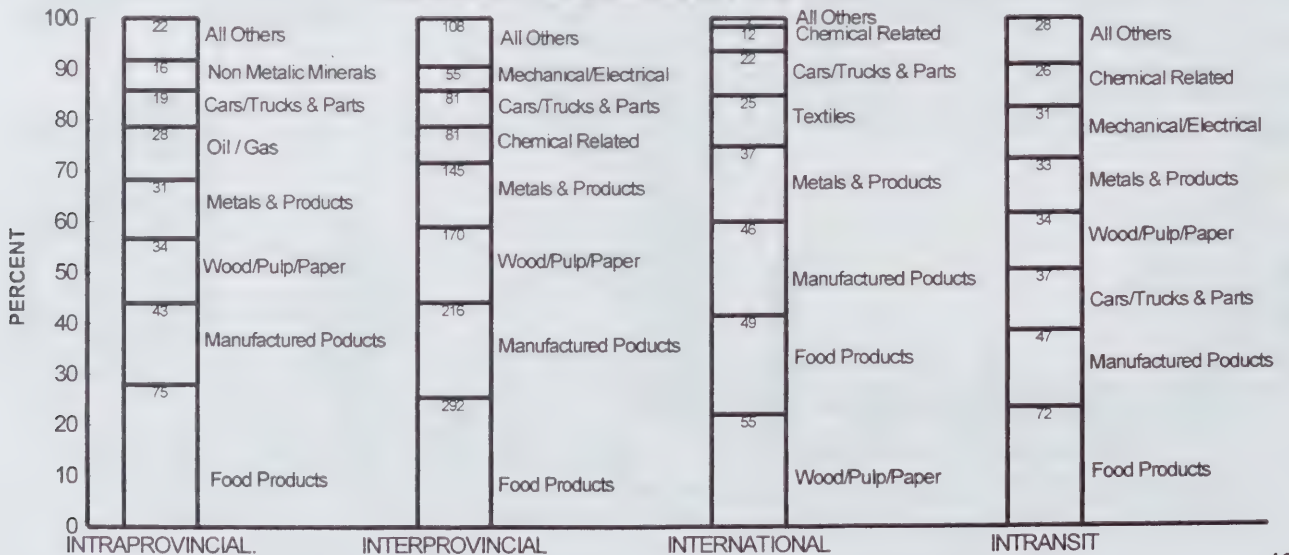 PERCENT
100
90
80
70
60
50
40
30
20
10
0
22 All Others
16 Non Metalic Minerals
19 Cars/Trucks & Parts
28 Oil / Gas
31 Metals & Products
34 Wood/Pulp/Paper
43 Manufactured Poducts
75 Food Products
INTRAPROVINCIAL.
108 All Others
55 Mechanical/Electrical
81 Cars/Trucks & Parts
81 Chemical Related
145 Metals & Products
170 Wood/Pulp/Paper
216 Manufactured Poducts
292 Food Products
INTERPROVINCIAL
All Others
12 Chemical Related
22 Cars/Trucks & Parts
25 Textiles
37 Metals & Products
46 Manufactured Poducts
49 Food Products
55 Wood/Pulp/Paper
INTERNATIONAL
28 All Others
26 Chemical Related
31 Mechanical/Electrical
33 Metals & Products
34 Wood/Pulp/Paper
37 Cars/Trucks & Parts
47 Manufactured Poducts
72 Food Products
INTRANSIT